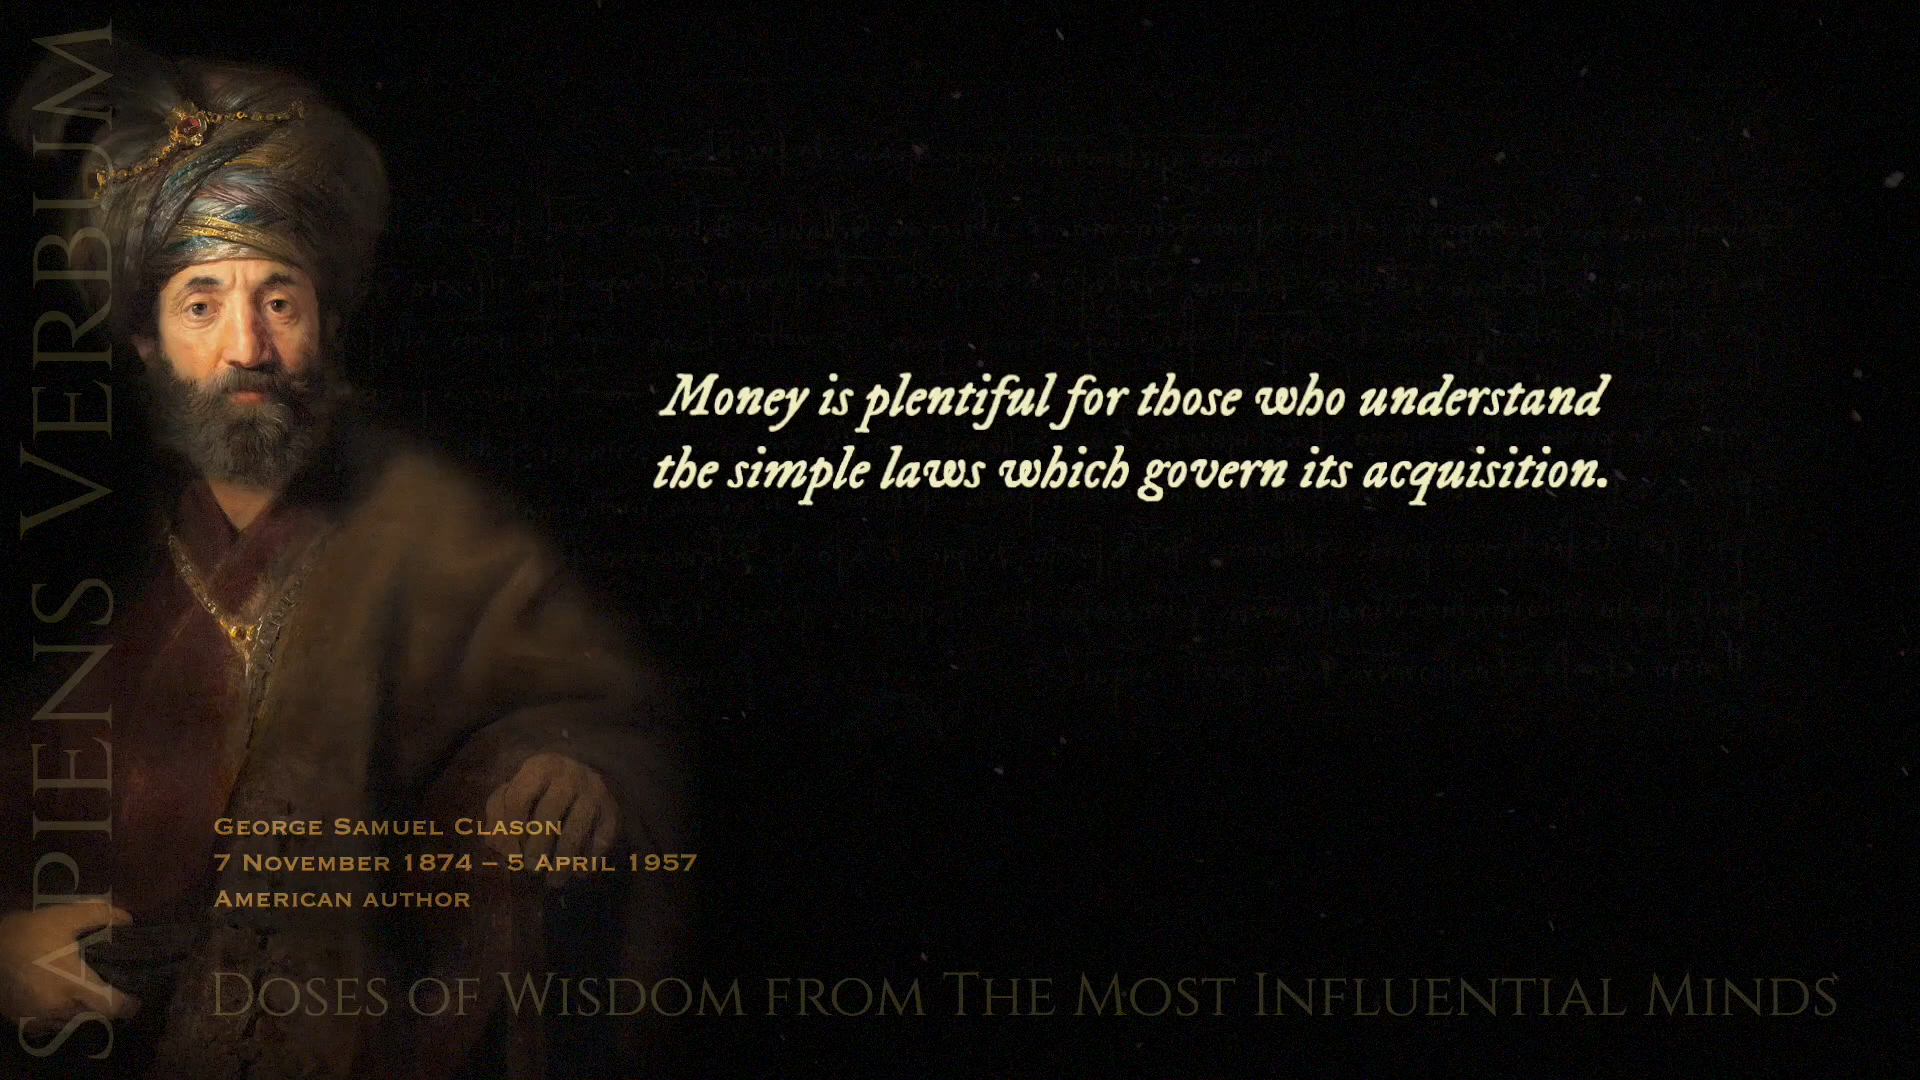 SAPIENS VERBUM
Money is plentiful for those who understand
the simple laws which govern its acquisition.
GEORGE SAMUEL CLASON
7 NOVEMBER 1874 – 5 APRIL 1957
AMERICAN AUTHOR
DOSES OF WISDOM FROM THE MOST INFLUENTIAL MINDS